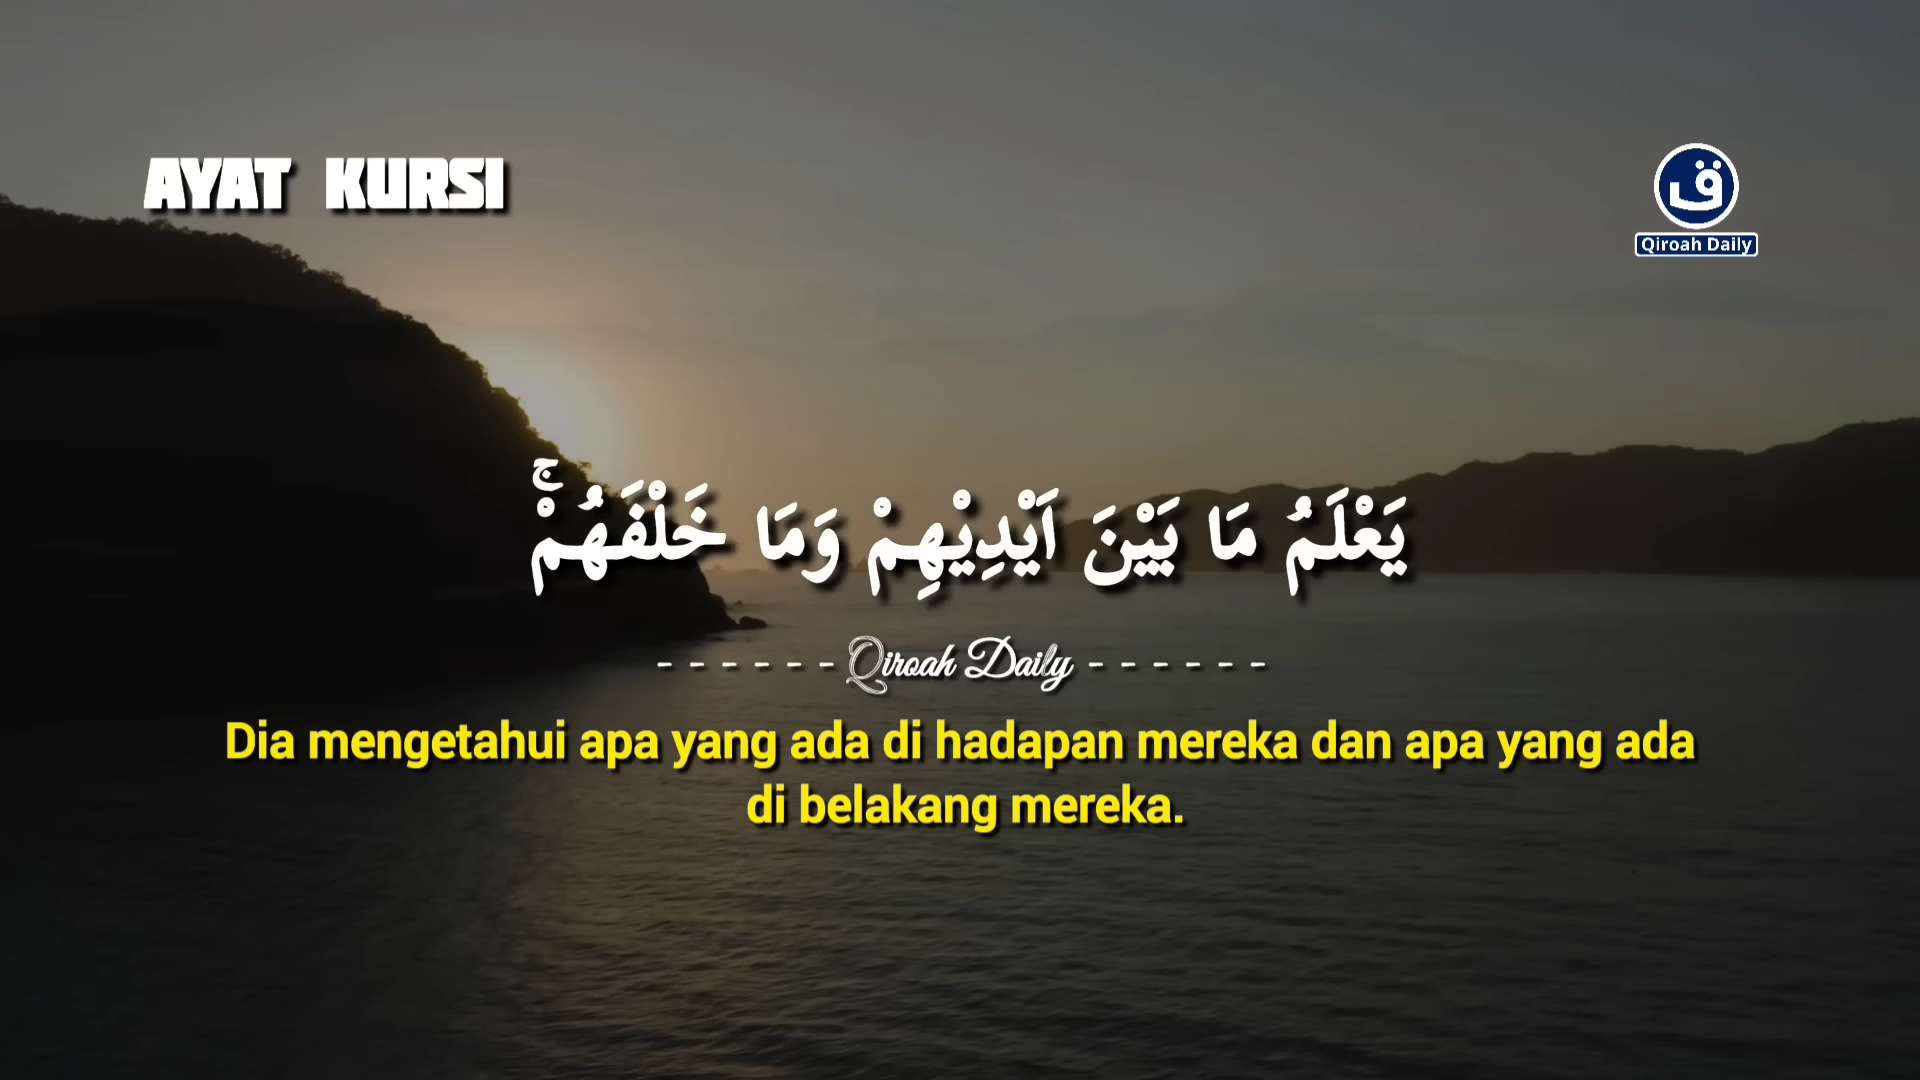 AYAT KURSI
ق
Qiroah Daily
يَعْلَمُ مَا بَيْنَ اَيْدِيْهِمْ وَمَا خَلْفَهُمْۚ
- - - - - - Qiroah Daily - - - - - -
Dia mengetahui apa yang ada di hadapan mereka dan apa yang ada
di belakang mereka.